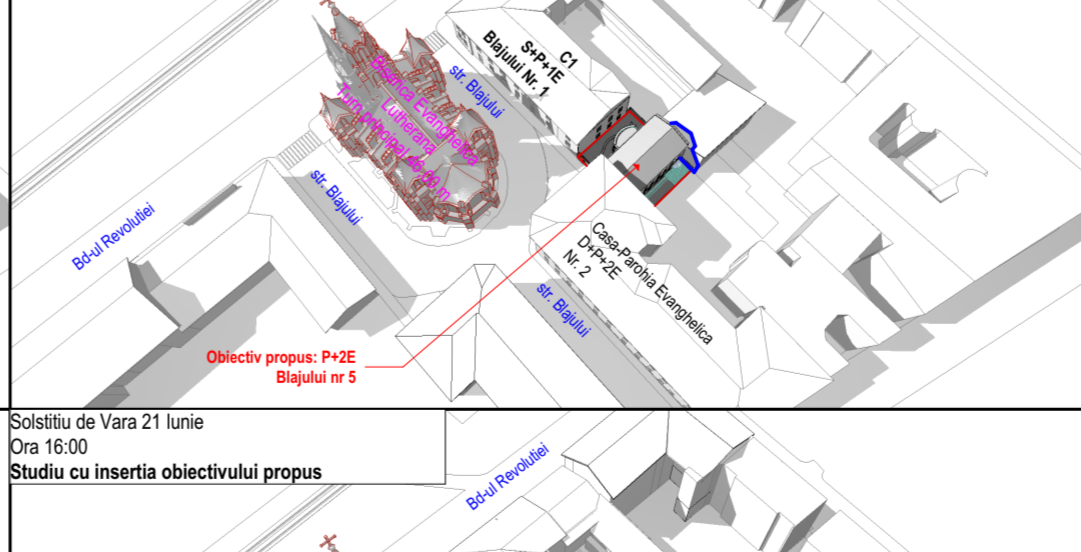 Biserica Evanghelica
Lutherana
Turn principal de 60 m
str. Blajului
C1
S+P+1E
Blajului Nr. 1
str. Blajului
Bd-ul Revolutiei
Casa-Parohia Evanghelica
D+P+2E
Nr. 2
str. Blajului
Obiectiv propus: P+2E
Blajului nr 5
Solstitiu de Vara 21 Iunie
Ora 16:00
Studiu cu insertia obiectivului propus
Bd-ul Revolutiei